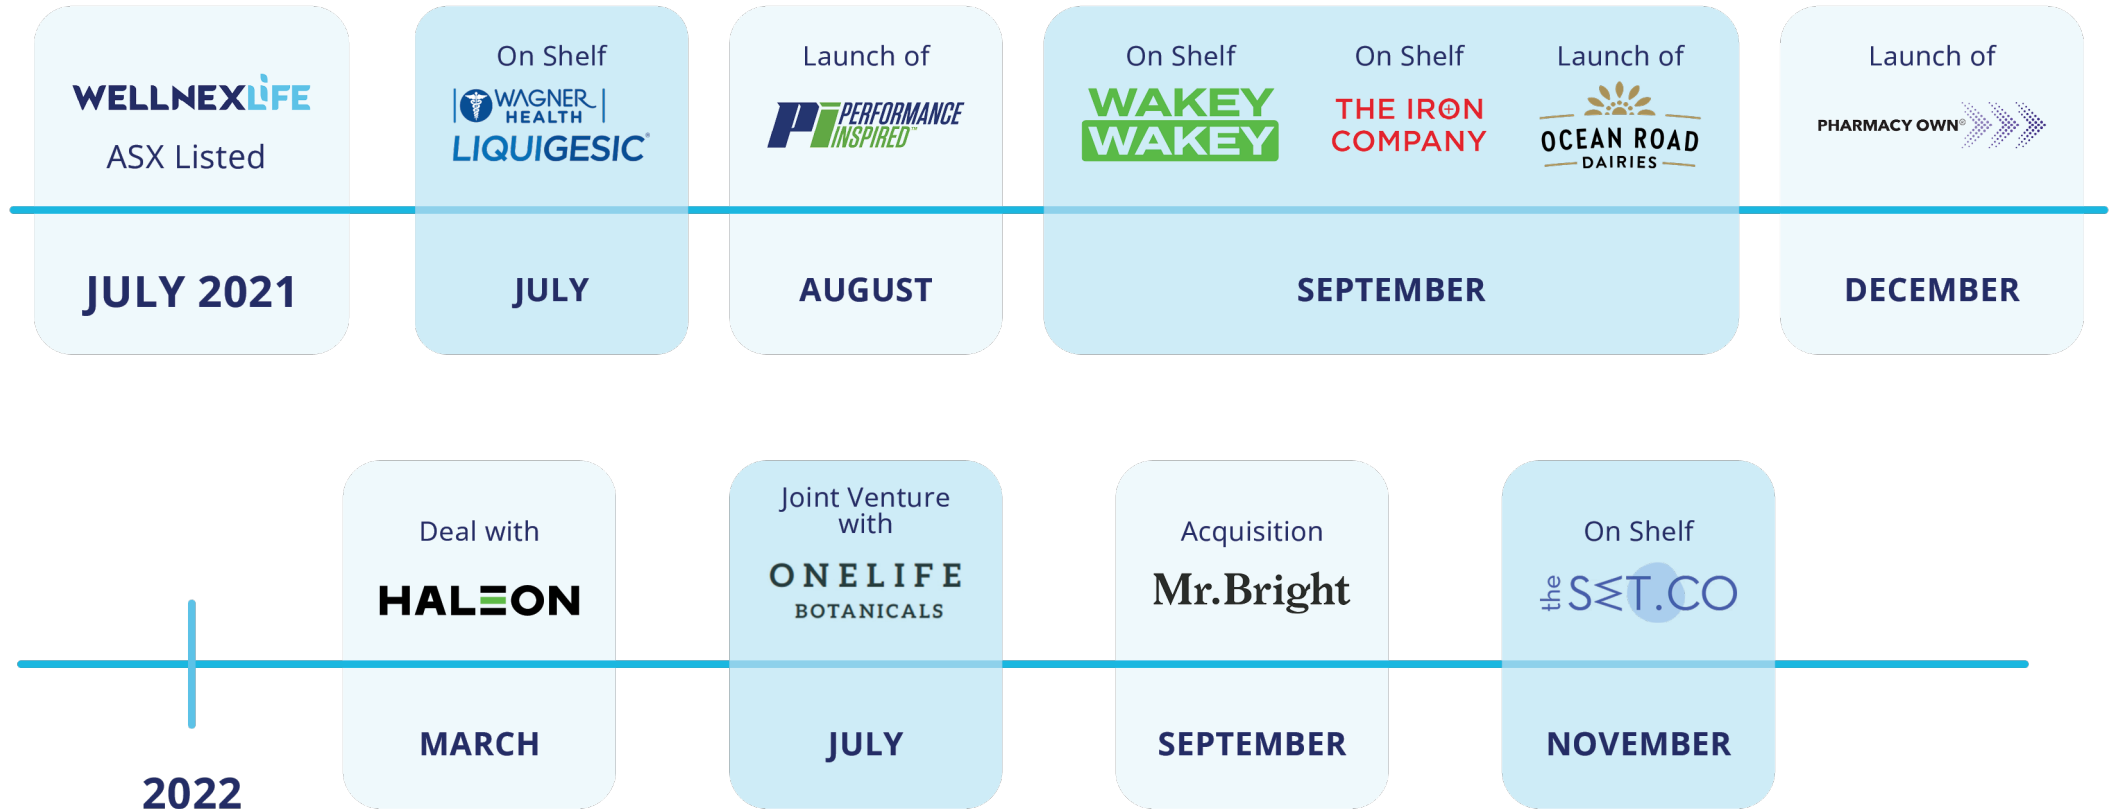 WELLNEXLIFE
ASX Listed
JULY 2021
On Shelf
WAGNER
HEALTH
LIQUIGESIC®
JULY
Launch of
Pi PERFORMANCE
INSPIRED™
AUGUST
On Shelf
WAKEY
WAKEY
On Shelf
THE IRON
COMPANY
Launch of
OCEAN ROAD
DAIRIES
SEPTEMBER
Launch of
PHARMACY OWN®
DECEMBER
2022
Deal with
HALEON
MARCH
Joint Venture
with
ONELIFE
BOTANICALS
JULY
Acquisition
Mr.Bright
SEPTEMBER
On Shelf
the SET.CO
NOVEMBER